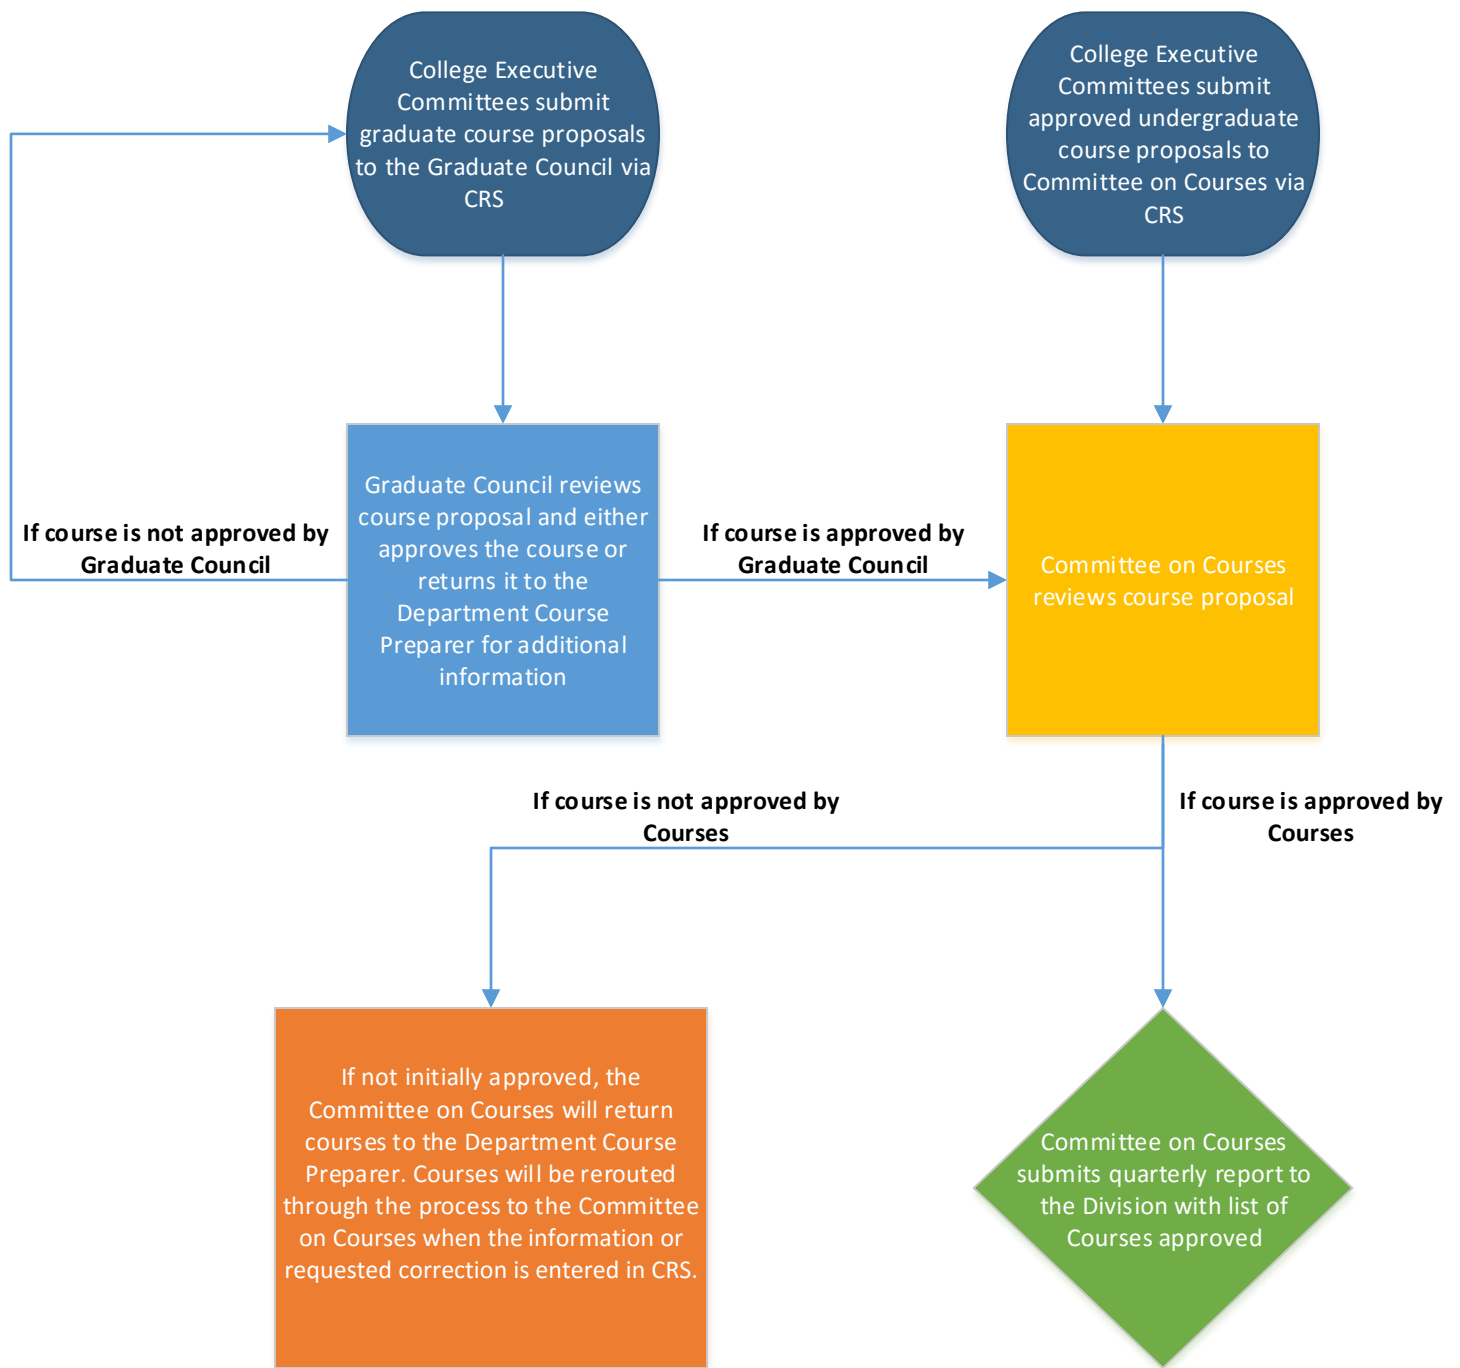 College Executive
Committees submit
graduate course proposals
to the Graduate Council via
CRS
College Executive
Committees submit
approved undergraduate
course proposals to
Committee on Courses via
CRS
If course is not approved by
Graduate Council
Graduate Council reviews
course proposal and either
approves the course or
returns it to the
Department Course
Preparer for additional
information
If course is approved by
Graduate Council
Committee on Courses
reviews course proposal
If course is not approved by
Courses
If course is approved by
Courses
If not initially approved, the
Committee on Courses will return
courses to the Department Course
Preparer. Courses will be rerouted
through the process to the Committee
on Courses when the information or
requested correction is entered in CRS.
Committee on Courses
submits quarterly report to
the Division with list of
Courses approved